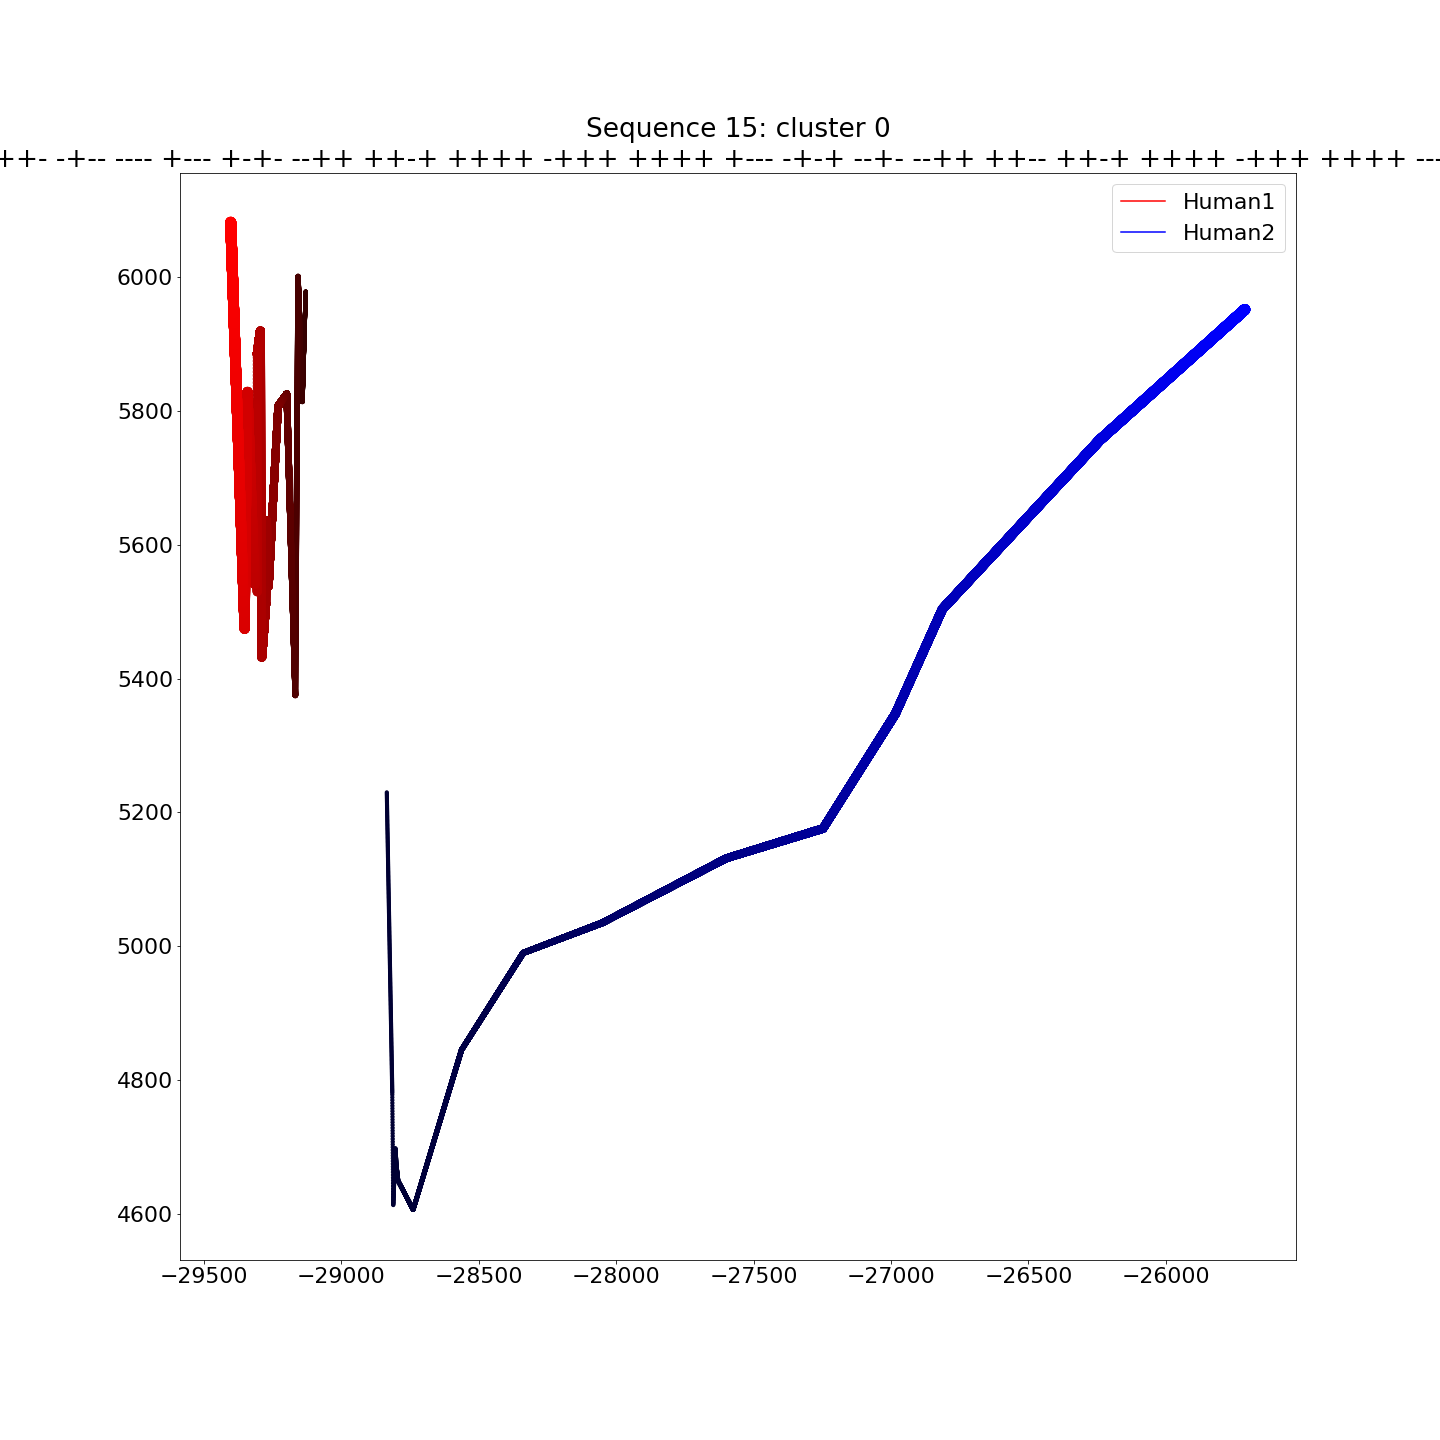 Sequence 15: cluster 0
++- -+-- ---- +--- +-+- --++ ++-+ ++++ -+++ ++++ +--- -+-+ --+- --++ ++-- ++-+ ++++ -+++ ++++ ---
Human1
Human2
6000
5800
5600
5400
5200
5000
4800
4600
−29500 −29000 −28500 −28000 −27500 −27000 −26500 −26000